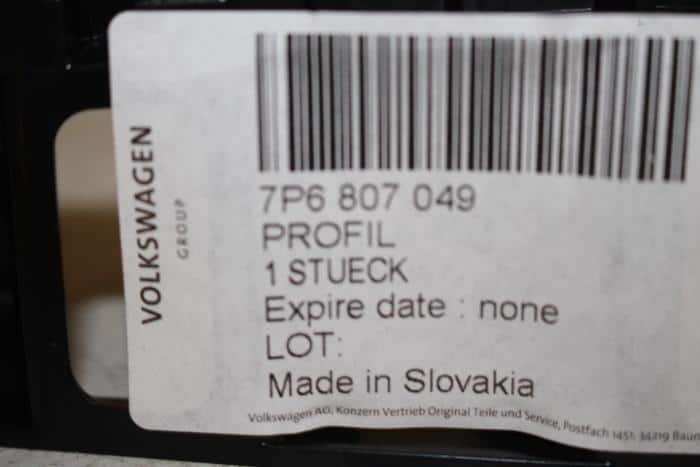 VOLKSWAGEN
GROUP
7P6 807 049
PROFIL
1 STUECK
Expire date : none
LOT:
Made in Slovakia
Volkswagen AG, Konzern Vertrieb Original Teile und Service, Postfach 1451, 34219